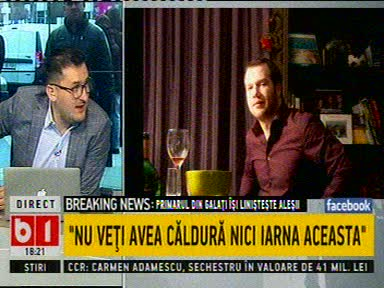 DIRECT
BREAKING NEWS: PRIMARUL DIN GALAȚI ÎȘI LINIȘTEȘTE ALEȘII
facebook
B1
"NU VEŢI AVEA CĂLDURĂ NICI IARNA ACEASTA"
18:21
ȘTIRI
CCR: CARMEN ADAMESCU, SECHESTRU ÎN VALOARE DE 41 MIL. LEI